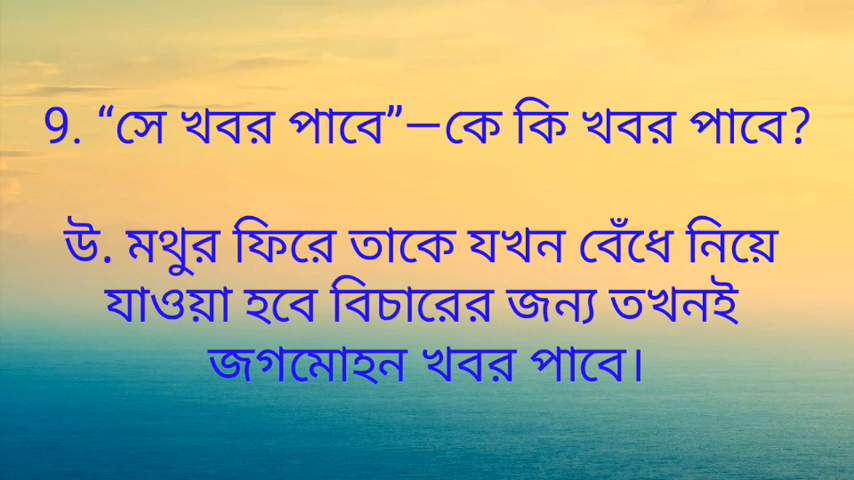 9. “সে খবর পাবে”—কে কি খবর পাবে?
উ. মথুর ফিরে তাকে যখন বেঁধে নিয়ে
যাওয়া হবে বিচারের জন্য তখনই
জগমোহন খবর পাবে।